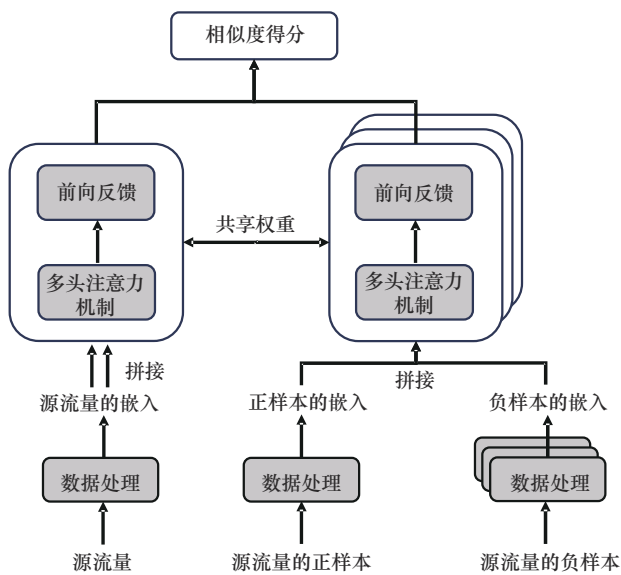 相似度得分
前向反馈
前向反馈
共享权重
多头注意力
机制
多头注意力
机制
拼接
拼接
源流量的嵌入
正样本的嵌入
负样本的嵌入
数据处理
数据处理
数据处理
源流量
源流量的正样本
源流量的负样本